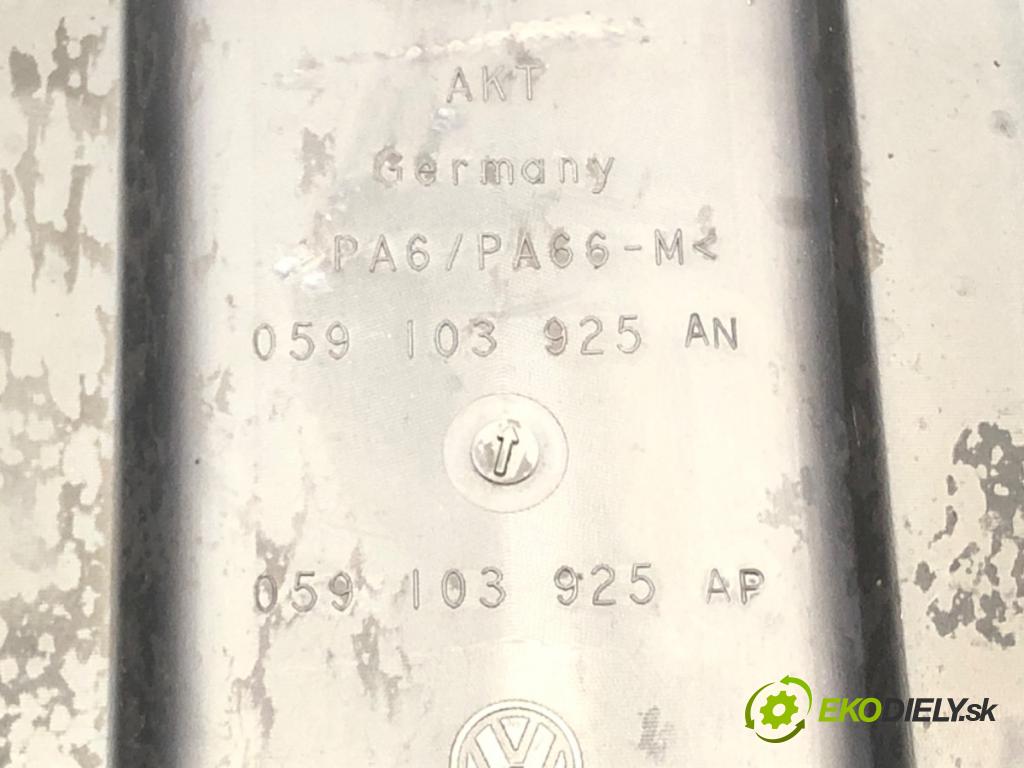 AKT
Germany
PA6/PA66-M<
059 103 925 AN
059 103 925 AP
EKODIELY.sk